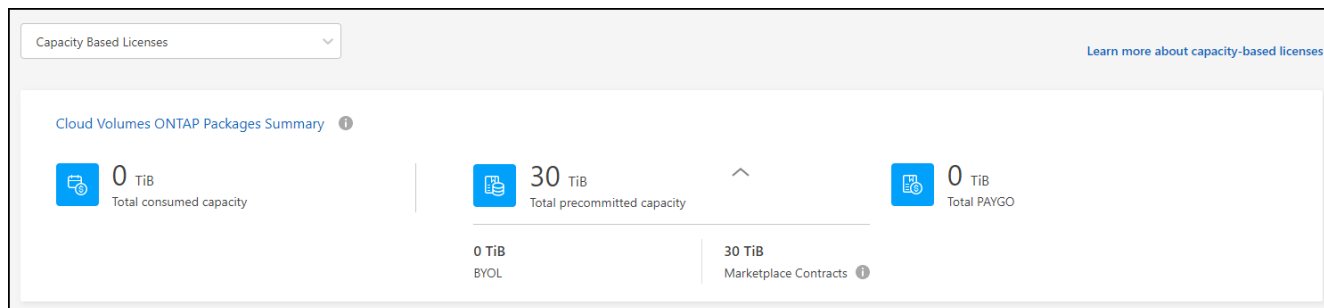 Capacity Based Licenses
Learn more about capacity-based licenses
Cloud Volumes ONTAP Packages Summary
0 TiB
Total consumed capacity
30 TiB
Total precommitted capacity
0 TiB
Total PAYGO
0 TiB
BYOL
30 TiB
Marketplace Contracts